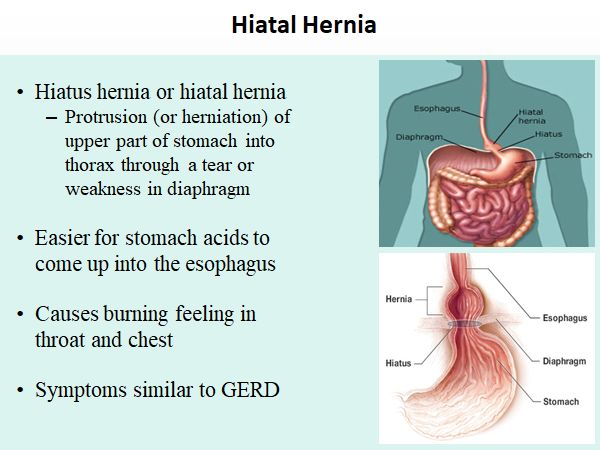 Hiatal Hernia
• Hiatus hernia or hiatal hernia
– Protrusion (or herniation) of
upper part of stomach into
thorax through a tear or
weakness in diaphragm
• Easier for stomach acids to
come up into the esophagus
• Causes burning feeling in
throat and chest
• Symptoms similar to GERD
Esophagus
Hiatal
hernia
Hiatus
Diaphragm
Stomach
Hernia
Esophagus
Hiatus
Diaphragm
Stomach